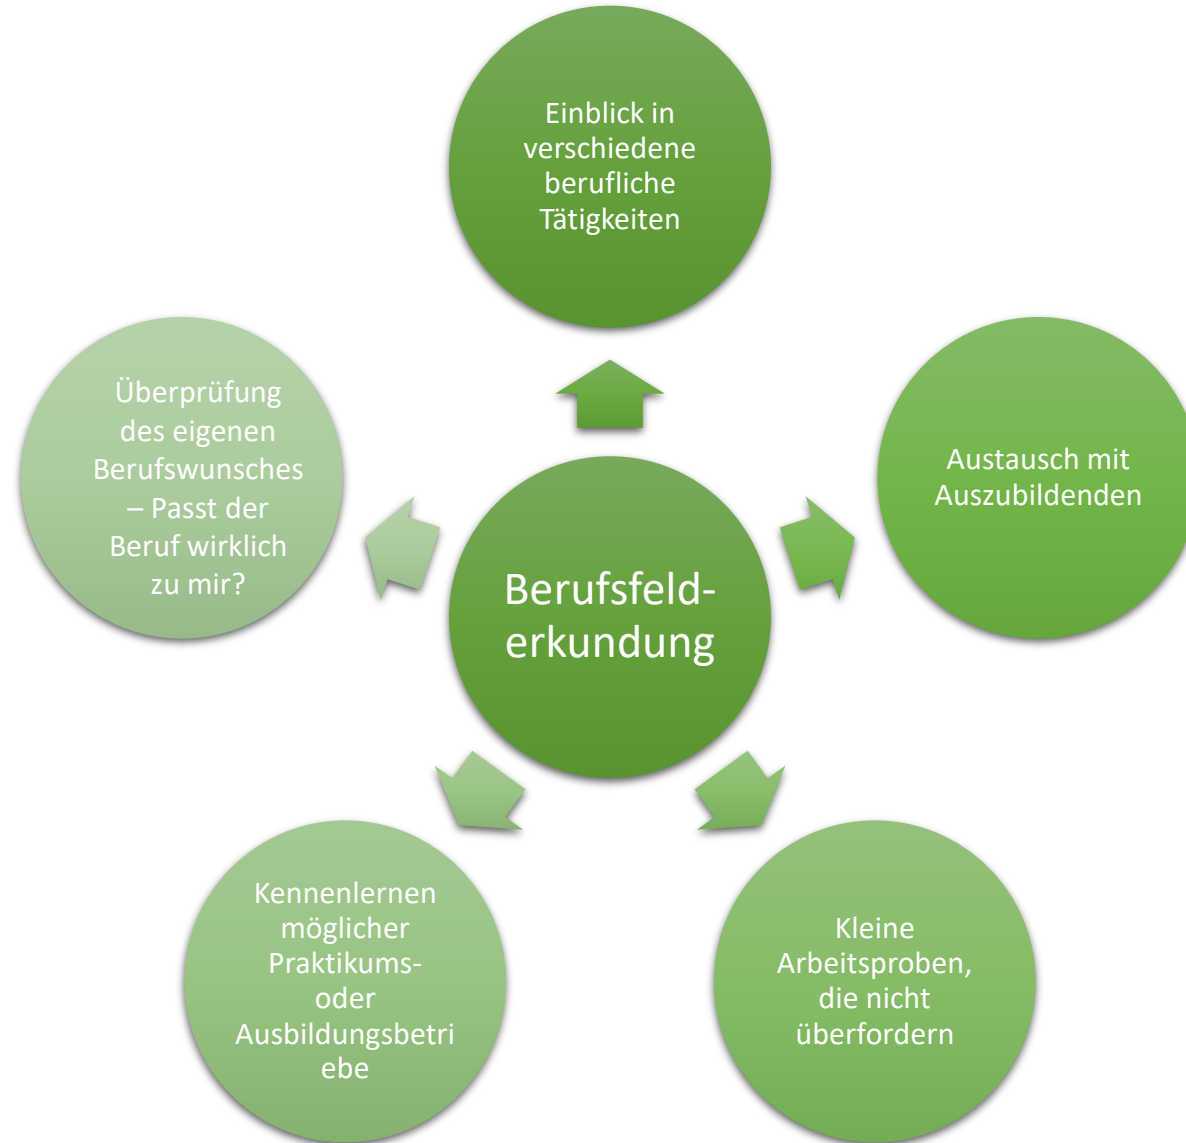 Einblick in
verschiedene
berufliche
Tätigkeiten
Austausch mit
Auszubildenden
Kleine
Arbeitsproben,
die nicht
überfordern
Kennenlernen
möglicher
Praktikums-
oder
Ausbildungsbetri
ebe
Überprüfung
des eigenen
Berufswunsches
– Passt der
Beruf wirklich
zu mir?
Berufsfeld-
erkundung